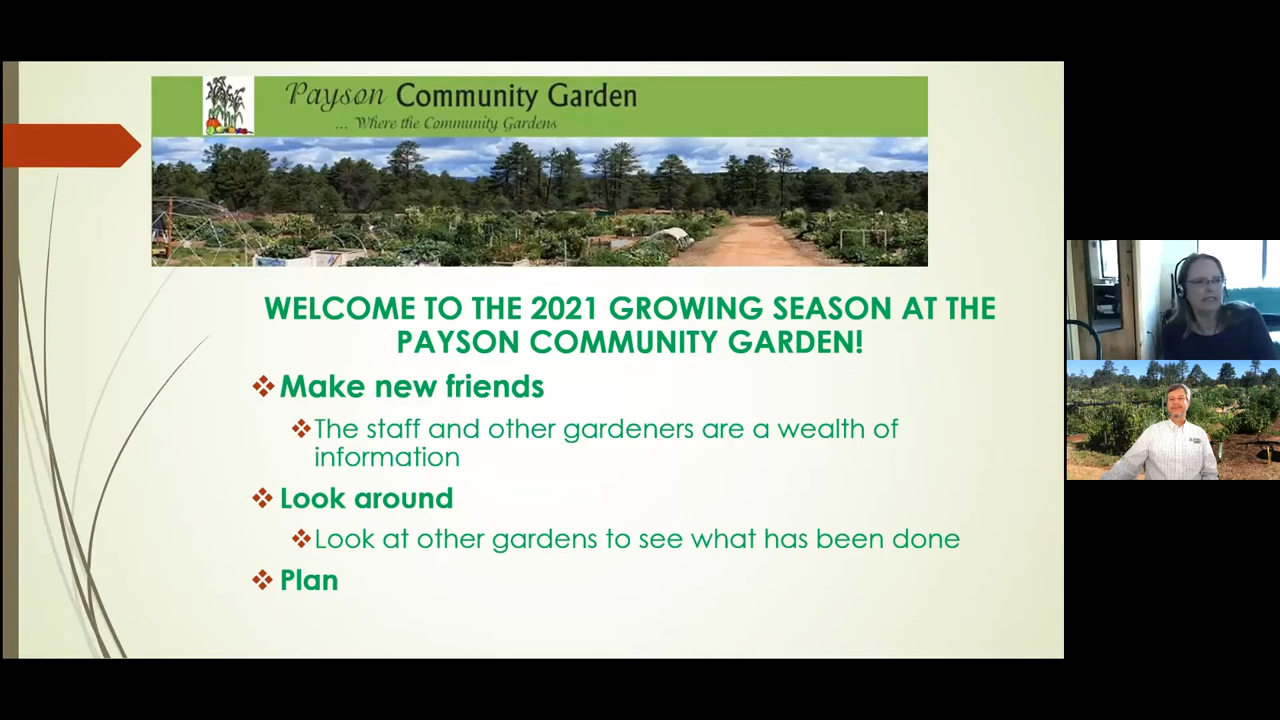 Payson Community Garden
... Where the Community Gardens
WELCOME TO THE 2021 GROWING SEASON AT THE
PAYSON COMMUNITY GARDEN!
Make new friends
The staff and other gardeners are a wealth of
information
Look around
Look at other gardens to see what has been done
Plan